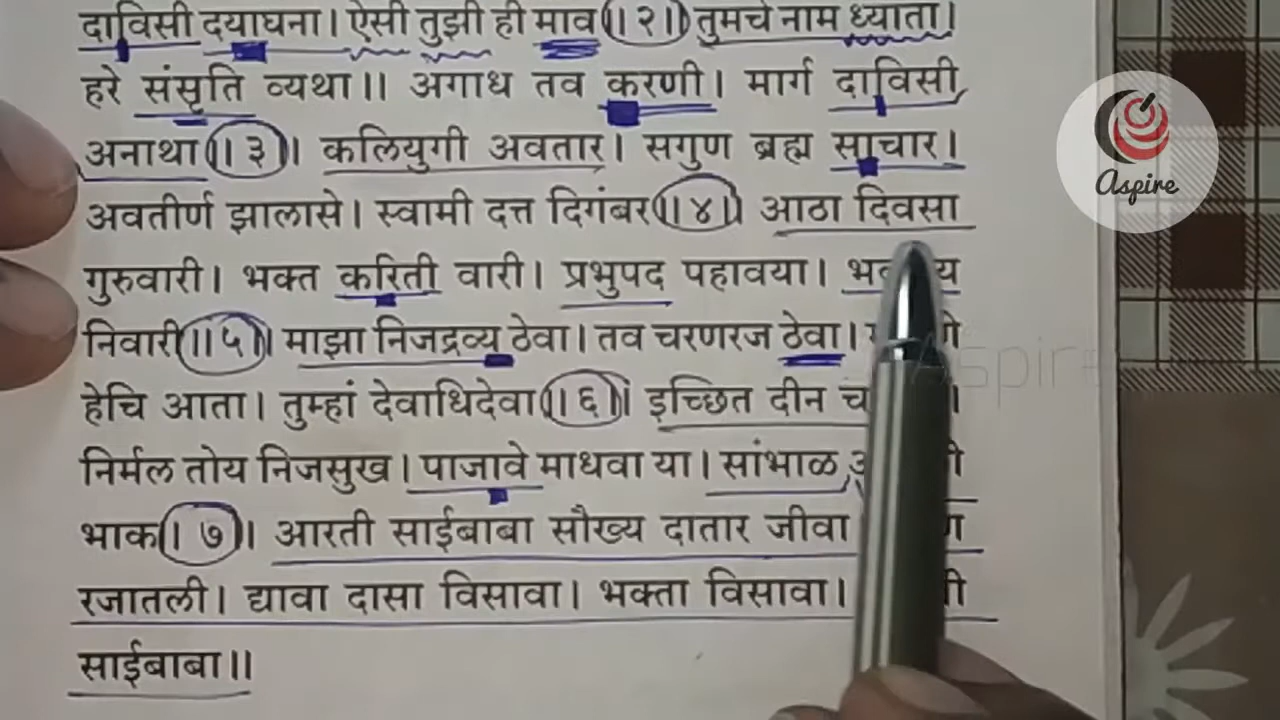 दाविसी दयाघना। ऐसी तुझी ही माव॥२॥ तुमचे नाम ध्याता।
हरे संसृति व्यथा॥ अगाध तव करणी। मार्ग दाविसी
अनाथा॥३॥ कलियुगी अवतार। सगुण ब्रह्म साचार।
अवतीर्ण झालासे। स्वामी दत्त दिगंबर॥४॥ आठा दिवसा
गुरुवारी। भक्त करिती वारी। प्रभुपद पहावया।
निवारी॥५॥ माझा निजद्रव्य ठेवा। तव चरणरज ठेवा।
हेचि आता। तुम्हां देवाधिदेवा॥६॥ इच्छित दीन
निर्मल तोय निजसुख। पाजावे माधवा या। सांभाळ
भाक।७। आरती साईबाबा सौख्य दातार जीवा
रजातली। द्यावा दासा विसावा। भक्ता विसावा।
साईबाबा॥
Aspire
Aspire